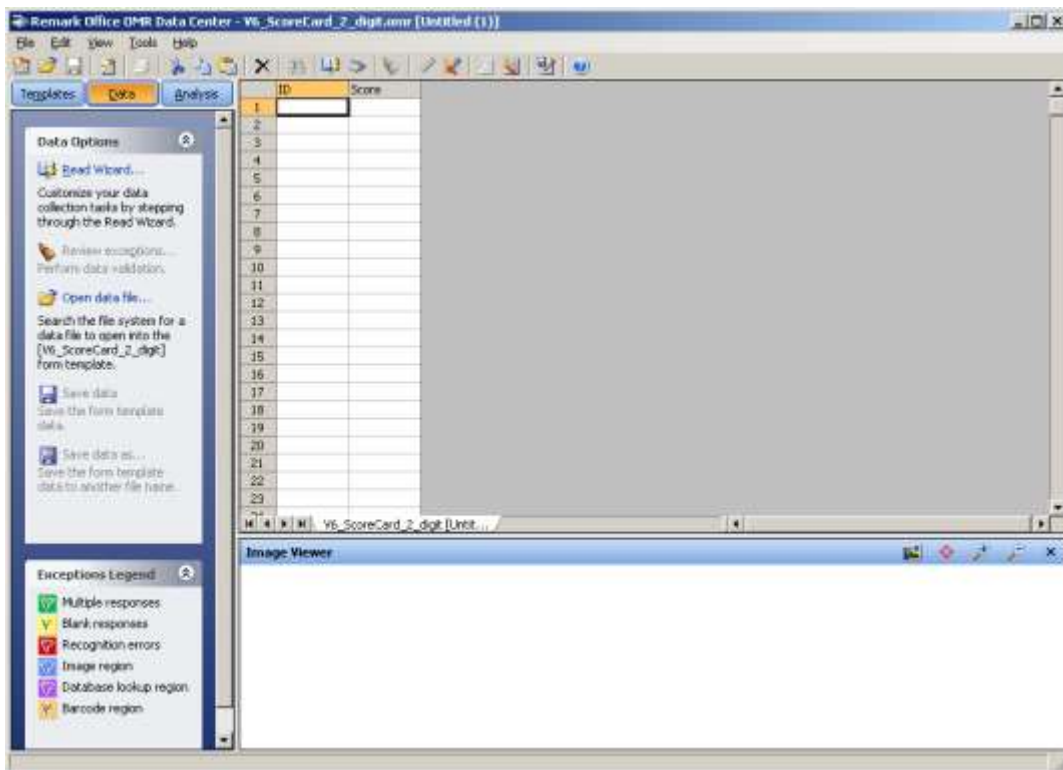 Remark Office OMR Data Center - V6_ScoreCard_2_digit.omr [Untitled (1)]
File Edit View Tools Help
Templates Data Analysis
ID Score
Data Options
Read Wizard...
Customize your data
collection tasks by stepping
through the Read Wizard.
Review exceptions...
Perform data validation.
Open data file...
Search the file system for a
data file to open into the
[V6_ScoreCard_2_digit]
form template.
Save data
Save the form template
data.
Save data as...
Save the form template
data to another file name.
1
2
3
4
5
6
7
8
9
10
11
12
13
14
15
16
17
18
19
20
21
22
23
V6_ScoreCard_2_digit [Untit...
Image Viewer
Exceptions Legend
Multiple responses
Blank responses
Recognition errors
Image region
Database lookup region
Barcode region